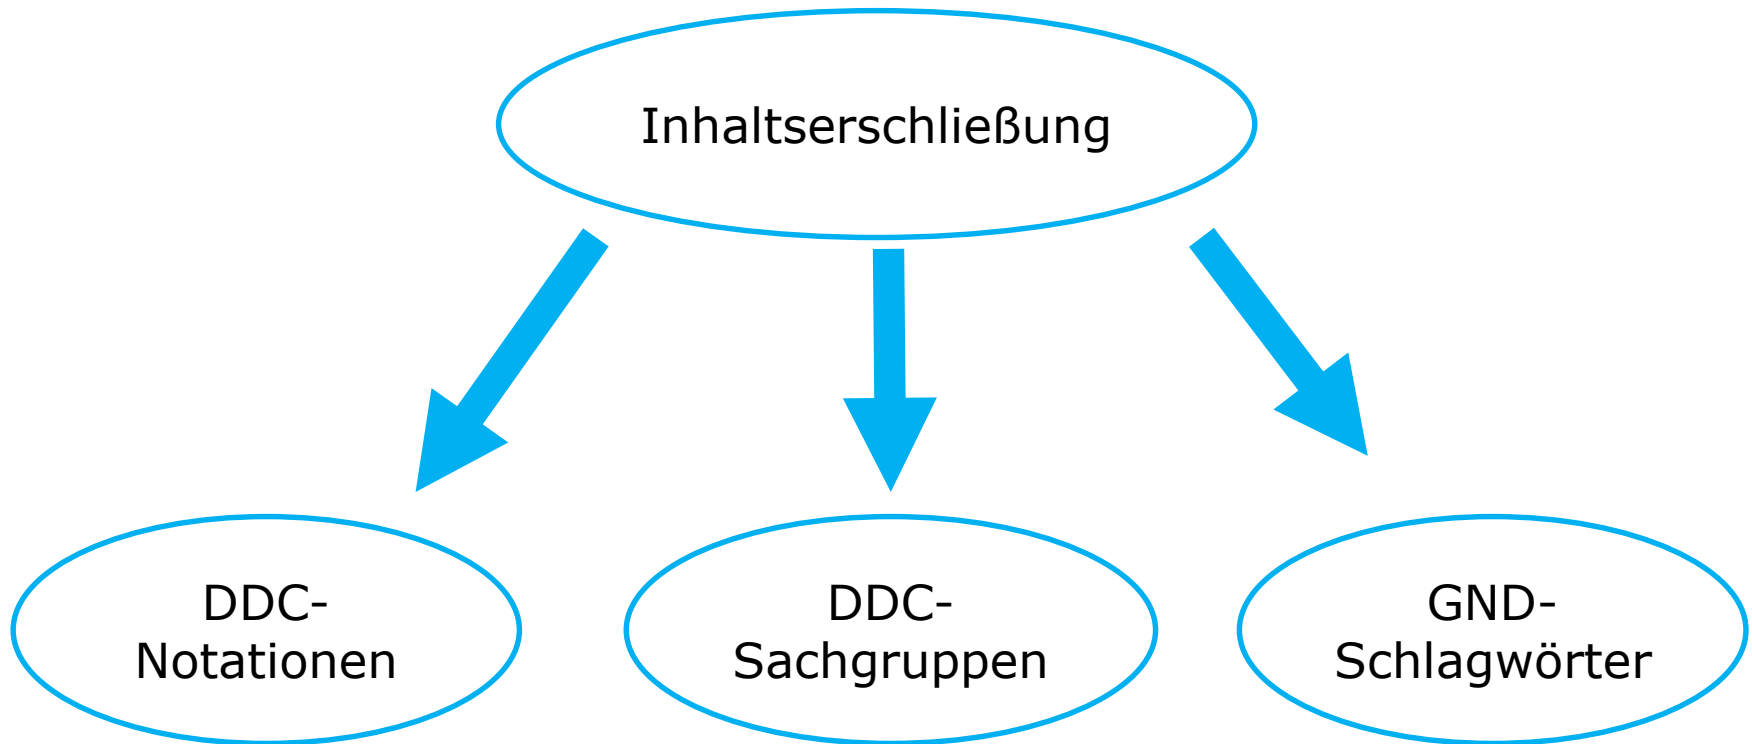 Inhaltserschließung
DDC-
Notationen
DDC-
Sachgruppen
GND-
Schlagwörter